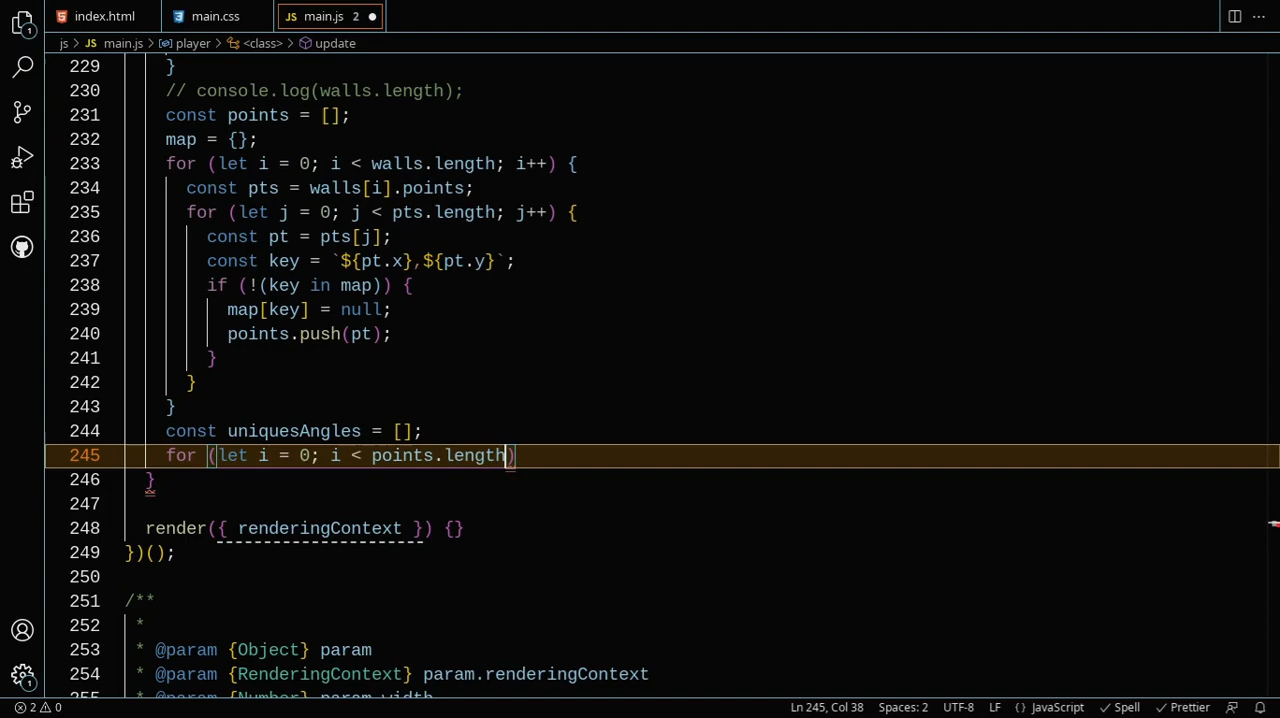 index.html
main.css
JS main.js 2
js > JS main.js > player > <class> > update
229 }
230 // console.log(walls.length);
231 const points = [];
232 map = {};
233 for (let i = 0; i < walls.length; i++) {
234 const pts = walls[i].points;
235 for (let j = 0; j < pts.length; j++) {
236 const pt = pts[j];
237 const key = `${pt.x},${pt.y}`;
238 if (!(key in map)) {
239 map[key] = null;
240 points.push(pt);
241 }
242 }
243 }
244 const uniquesAngles = [];
245 for (let i = 0; i < points.length)
246 }
247
248 render({ renderingContext }) {}
249 })();
250
251 /**
252 *
253 * @param {Object} param
254 * @param {RenderingContext} param.renderingContext
255 * @param {Number} param.width
1
1
2 0
Ln 245, Col 38
Spaces: 2
UTF-8
LF
{} JavaScript
Spell
Prettier